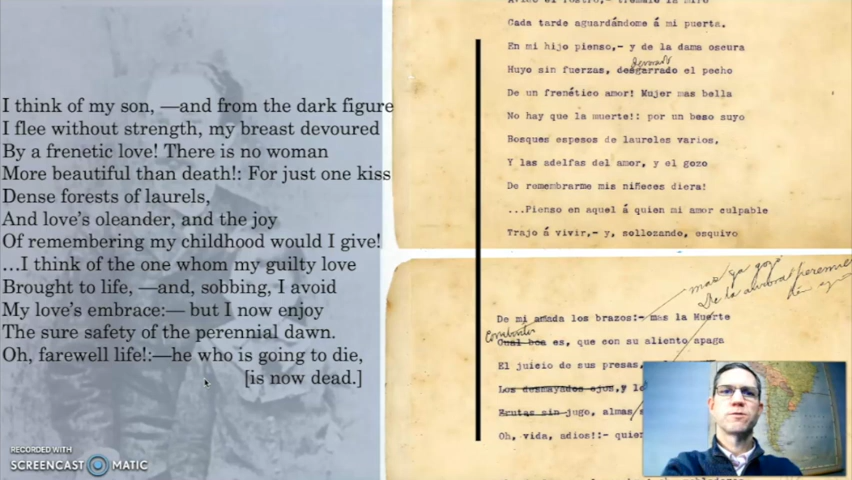 I think of my son, —and from the dark figure
I flee without strength, my breast devoured
By a frenetic love! There is no woman
More beautiful than death!: For just one kiss
Dense forests of laurels,
And love's oleander, and the joy
Of remembering my childhood would I give!
...I think of the one whom my guilty love
Brought to life, —and, sobbing, I avoid
My love's embrace:— but I now enjoy
The sure safety of the perennial dawn.
Oh, farewell life!:—he who is going to die,
[is now dead.]
Cada tarde aguardándome á mi puerta.
En mi hijo pienso,- y de la dama oscura
Huyo sin fuerzas, desgarrado el pecho
De un frenético amor! Mujer mas bella
No hay que la muerte!: por un beso suyo
Bosques espesos de laureles varios,
Y las adelfas del amor, y el gozo
De remembrarme mis niñeces diera!
...Pienso en aquel á quien mi amor culpable
Trajo á vivir,- y, sollozando, esquivo
mas ya gozo
De la aurora perenne
De mi amada los brazos:- mas la Muerte
es, que con su aliento apaga
El juicio de sus presas,
Los desmayados ojos, y
Frutas sin jugo, almas
Oh, vida, adios!:- quien
RECORDED WITH
SCREENCAST MATIC